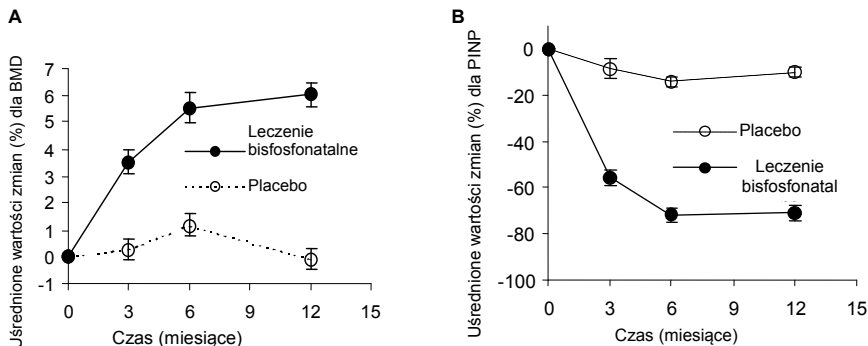 A
Uśrednione wartości zmian (%) dla BMD
7
6
5
4
3
2
1
0
-1
Leczenie
bisfosfonatalne
Placebo
0 3 6 9 12 15
Czas (miesiące)
B
Uśrednione wartości zmian (%) dla PINP
0
-20
-40
-60
-80
-100
Placebo
Leczenie
bisfosfonatal
0 3 6 9 12 15
Czas (miesiące)